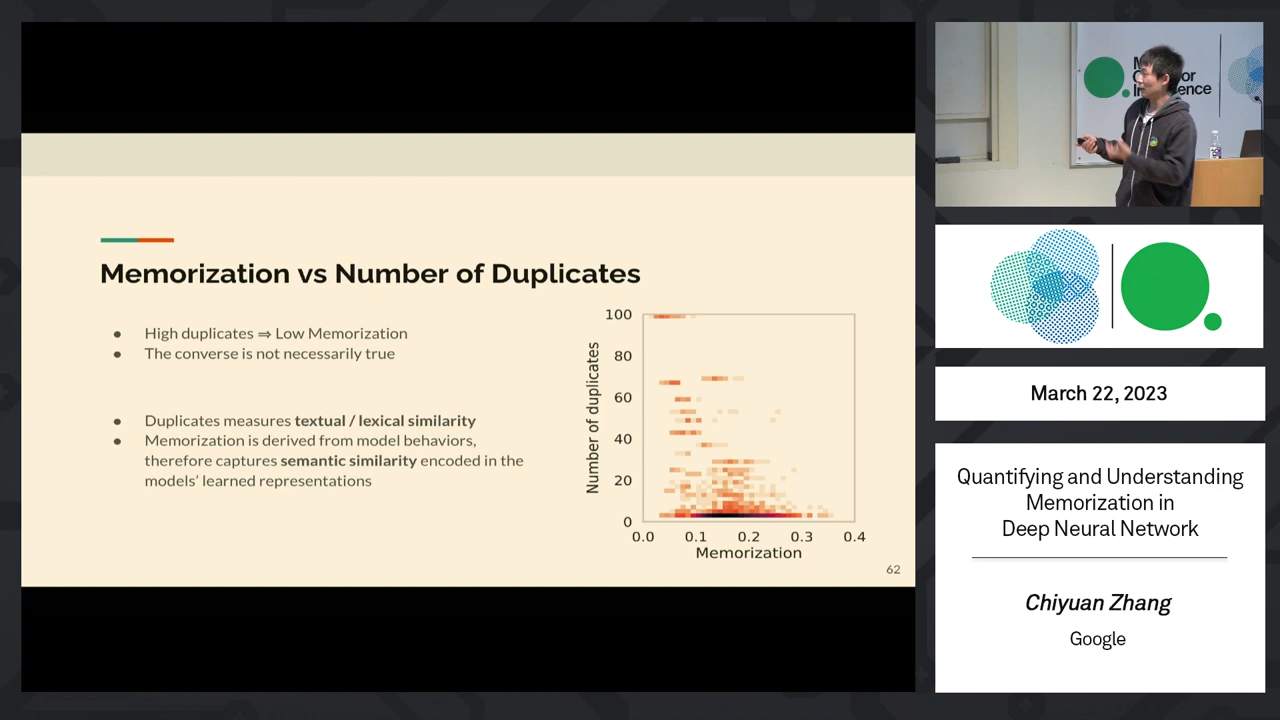 Memorization vs Number of Duplicates
● High duplicates ⇒ Low Memorization
● The converse is not necessarily true
● Duplicates measures textual / lexical similarity
● Memorization is derived from model behaviors,
therefore captures semantic similarity encoded in the
models’ learned representations
Number of duplicates
100
80
60
40
20
0
0.0 0.1 0.2 0.3 0.4
Memorization
62
March 22, 2023
Quantifying and Understanding
Memorization in
Deep Neural Network
Chiyuan Zhang
Google